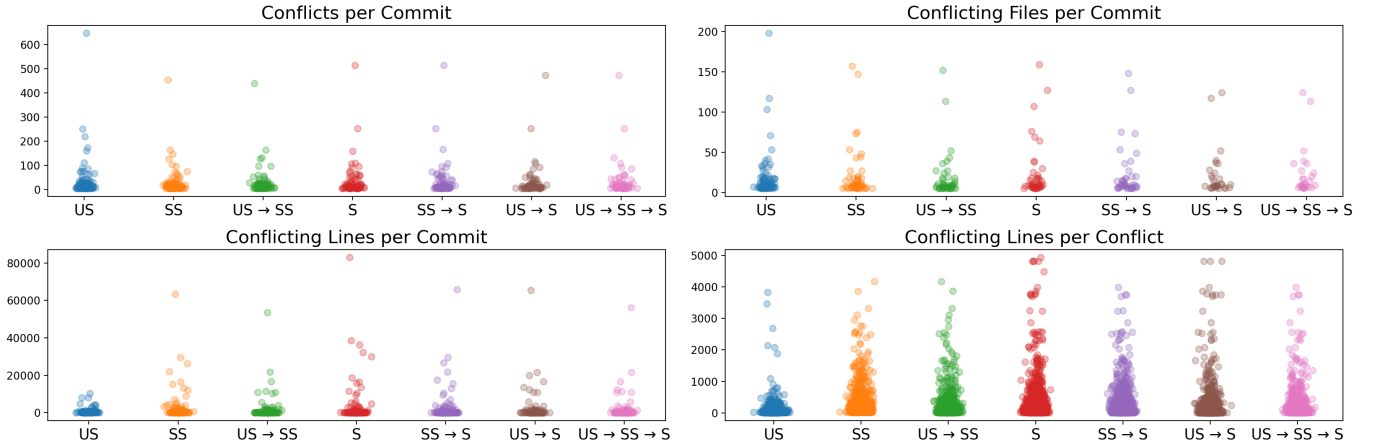 Conflicts per Commit
600
500
400
300
200
100
0
US SS US → SS S SS → S US → S US → SS → S
Conflicting Files per Commit
200
150
100
50
0
US SS US → SS S SS → S US → S US → SS → S
Conflicting Lines per Commit
80000
60000
40000
20000
0
US SS US → SS S SS → S US → S US → SS → S
Conflicting Lines per Conflict
5000
4000
3000
2000
1000
0
US SS US → SS S SS → S US → S US → SS → S